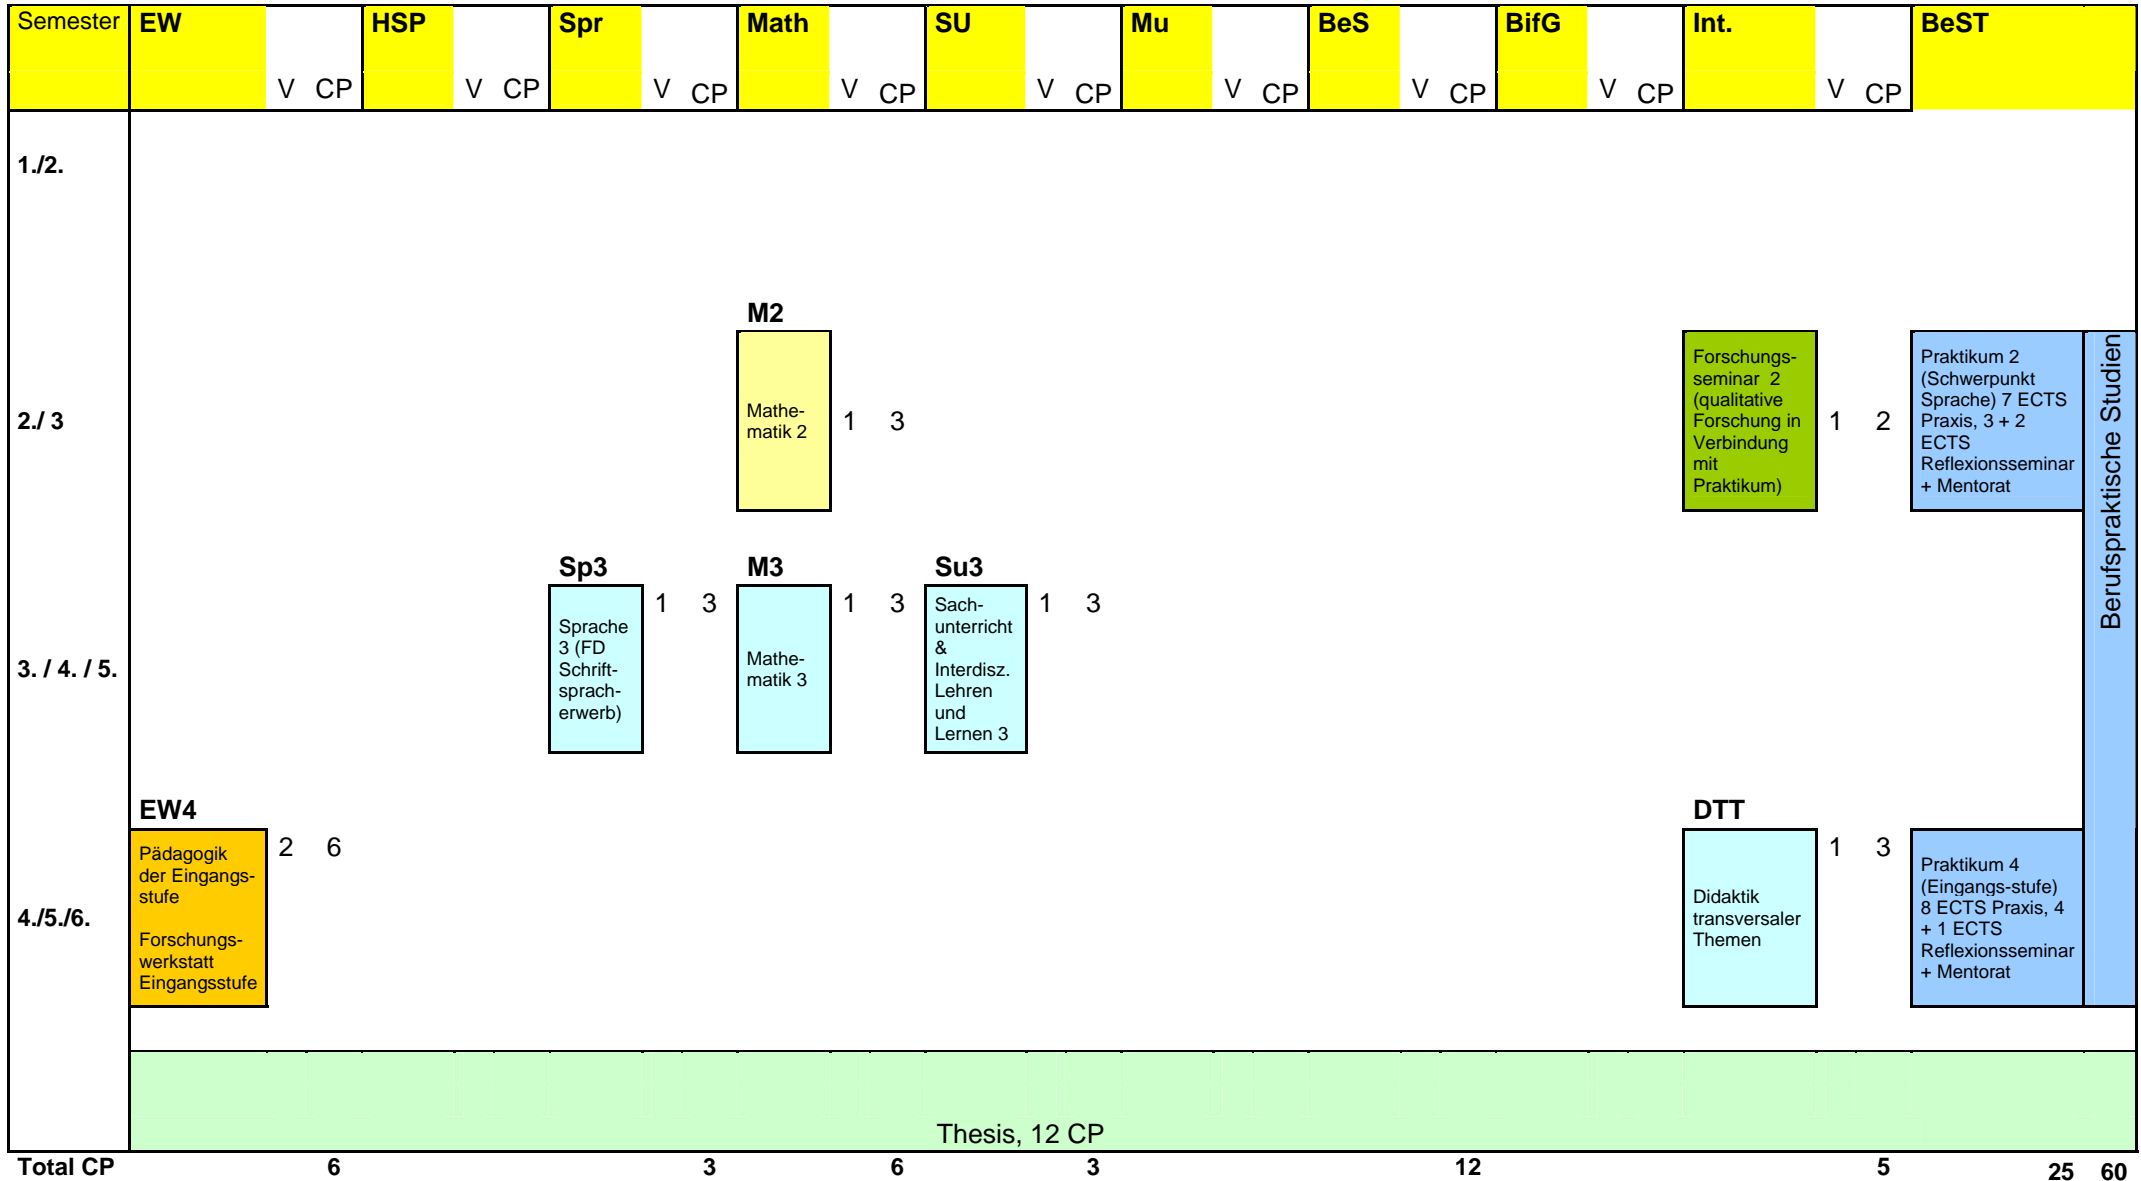 Semester EW HSP Spr Math SU Mu BeS BifG Int. BeST
V CP V CP V CP V CP V CP V CP V CP V CP V CP
1./2.
M2
2./ 3
Mathe-
matik 2
1 3
Forschungs-
seminar 2
(qualitative
Forschung in
Verbindung
mit
Praktikum)
1 2
Praktikum 2
(Schwerpunkt
Sprache) 7 ECTS
Praxis, 3 + 2
ECTS
Reflexionsseminar
+ Mentorat
Berufspraktische Studien
Sp3 M3 Su3
3. / 4. / 5.
Sprache
3 (FD
Schrift-
sprach-
erwerb)
1 3
Mathe-
matik 3
1 3
Sach-
unterricht
&
Interdisz.
Lehren
und
Lernen 3
1 3
EW4 DTT
4./5./6.
Pädagogik
der Eingangs-
stufe
Forschungs-
werkstatt
Eingangsstufe
2 6
Didaktik
transversaler
Themen
1 3
Praktikum 4
(Eingangs-stufe)
8 ECTS Praxis, 4
+ 1 ECTS
Reflexionsseminar
+ Mentorat
Thesis, 12 CP
Total CP 6 3 6 3 12 5 25 60